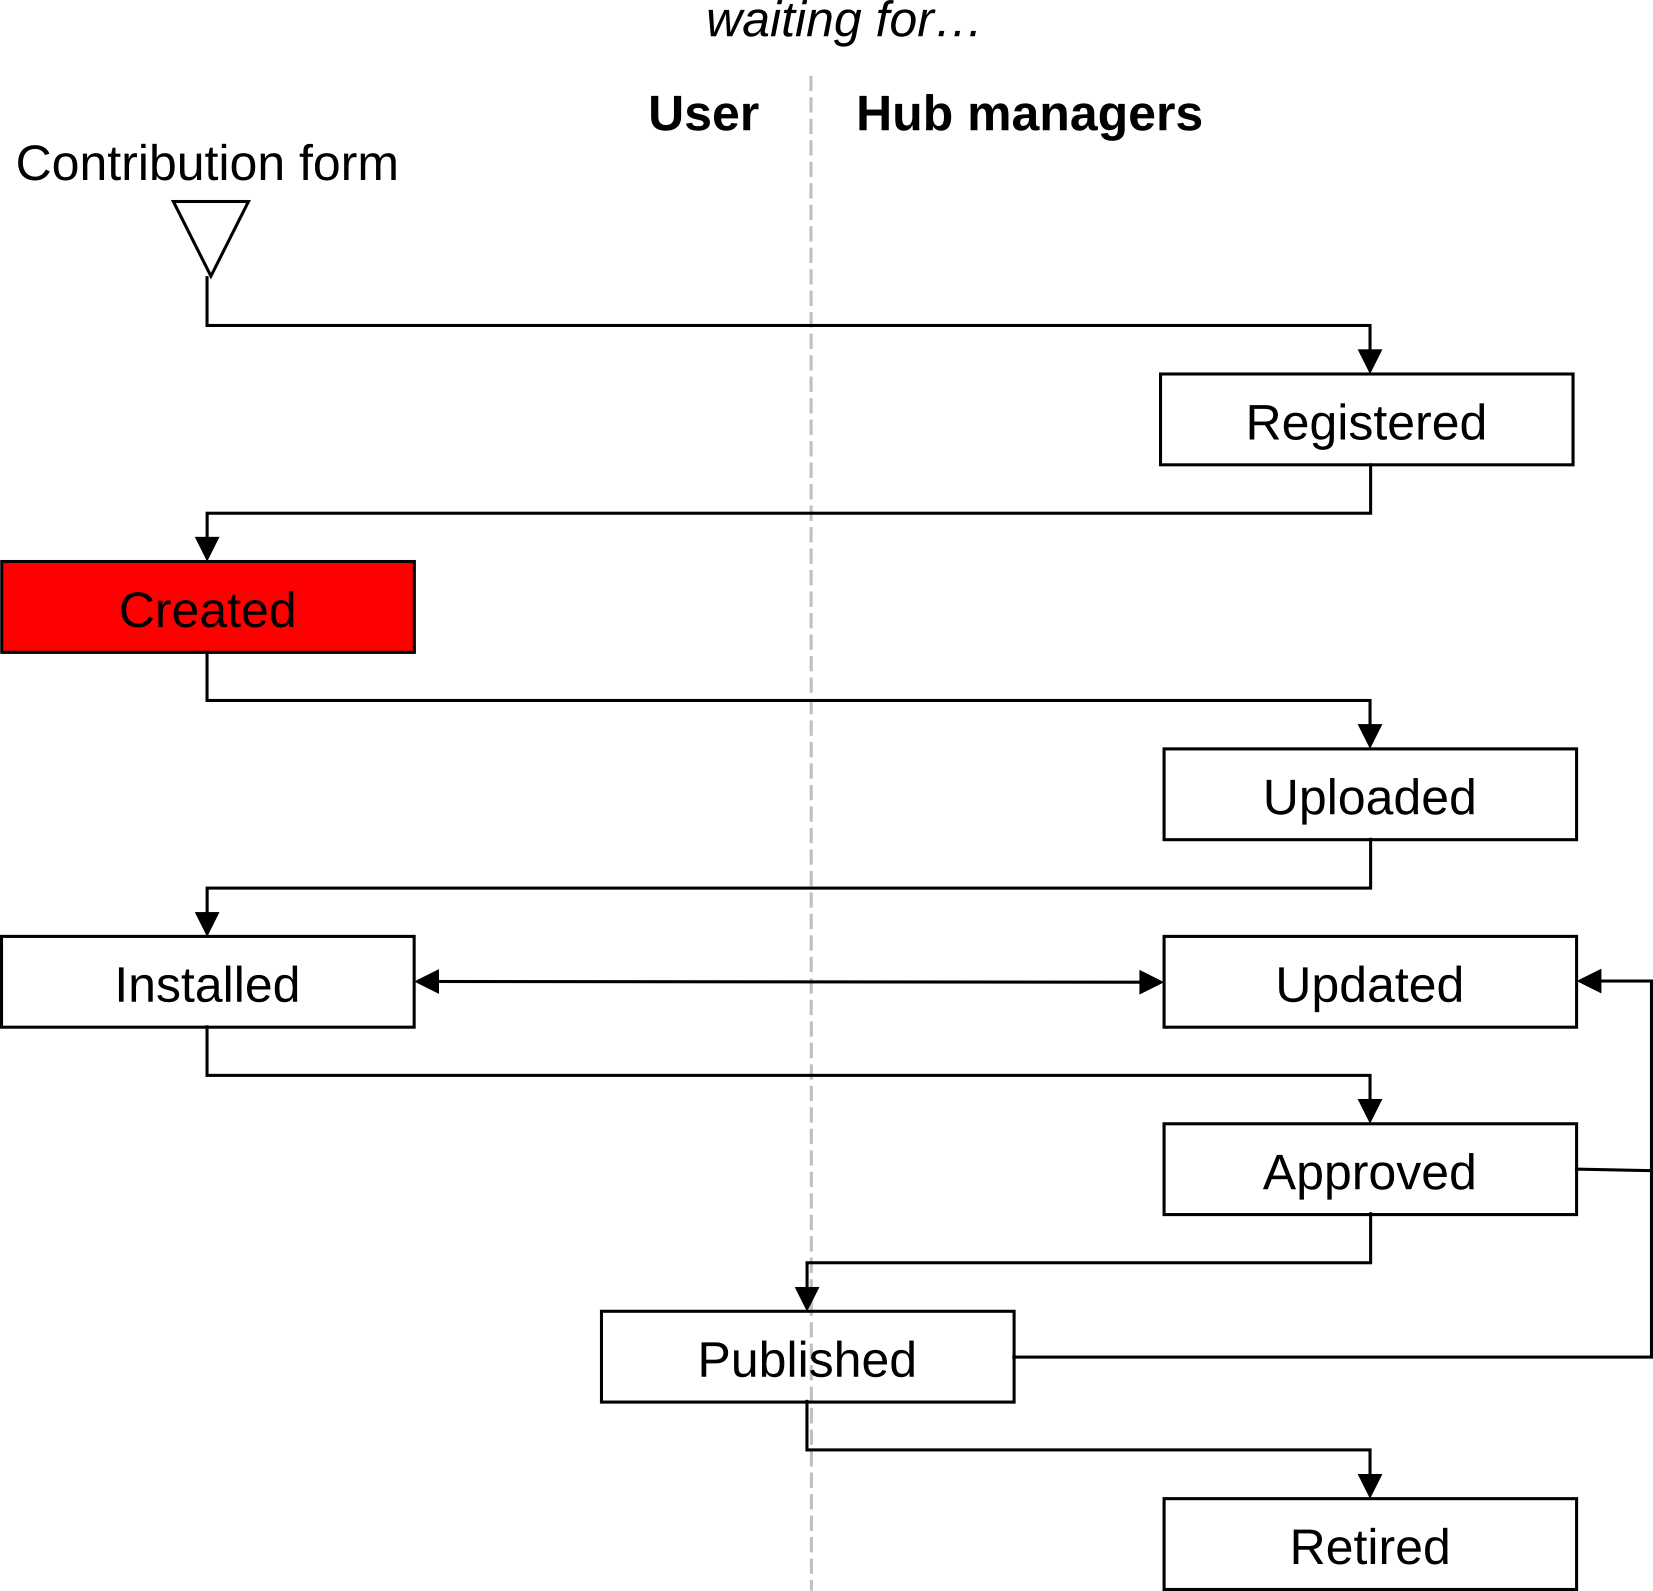 waiting for…
User
Hub managers
Contribution form
Registered
Created
Uploaded
Installed
Updated
Approved
Published
Retired